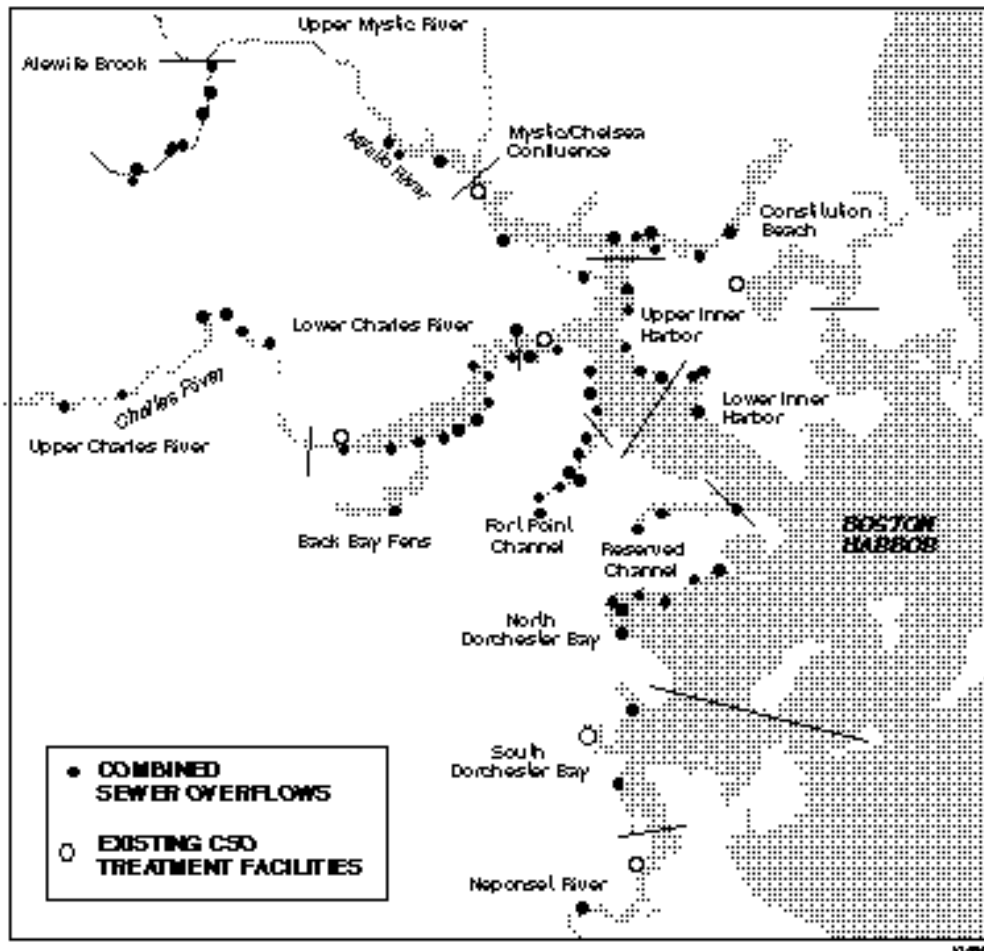 Upper Mystic River
Alewife Brook
Mystic River
Mystic/Chelsea
Confluence
Constitution
Beach
Lower Charles River
Upper Inner
Harbor
Charles River
Lower Inner
Harbor
Upper Charles River
Back Bay Fens
Fort Point
Channel
Reserved
Channel
BOSTON
HARBOR
North
Dorchester Bay
South
Dorchester Bay
COMBINED
SEWER OVERFLOWS
EXISTING CSO
TREATMENT FACILITIES
Neponset River